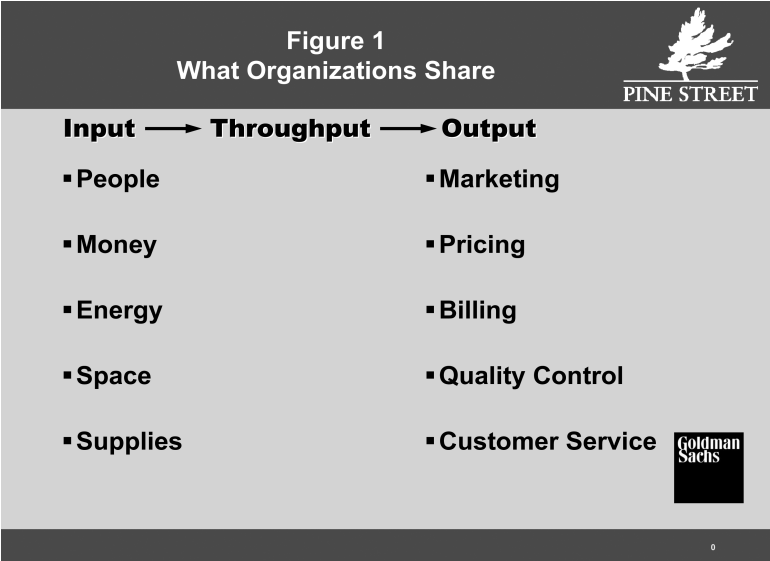 Figure 1
What Organizations Share
PINE STREET
Input Throughput Output
▪ People
▪ Money
▪ Energy
▪ Space
▪ Supplies
▪ Marketing
▪ Pricing
▪ Billing
▪ Quality Control
▪ Customer Service
Goldman
Sachs
0